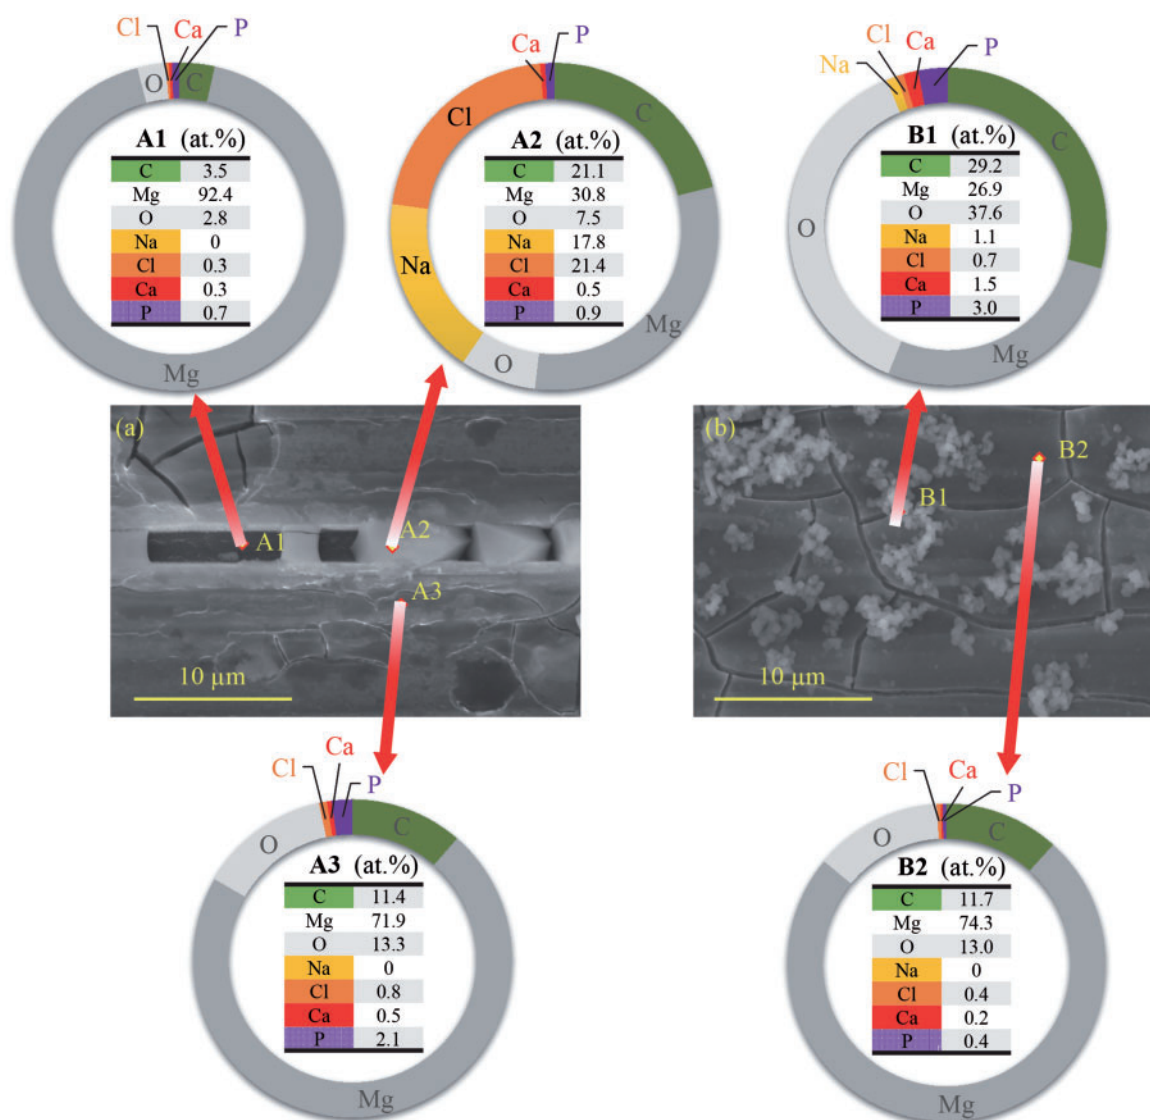 Cl Ca P
O C
A1 (at.%)
C 3.5
Mg 92.4
O 2.8
Na 0
Cl 0.3
Ca 0.3
P 0.7
Mg
Ca P
Cl C
A2 (at.%)
C 21.1
Mg 30.8
O 7.5
Na 17.8
Cl 21.4
Ca 0.5
P 0.9
Na
Mg
O
Na Cl Ca P
C
B1 (at.%)
C 29.2
Mg 26.9
O 37.6
Na 1.1
Cl 0.7
Ca 1.5
P 3.0
O
Mg
(a)
A1
A2
A3
10 μm
(b)
B2
B1
10 μm
Cl Ca P
O C
A3 (at.%)
C 11.4
Mg 71.9
O 13.3
Na 0
Cl 0.8
Ca 0.5
P 2.1
Mg
Cl Ca P
O C
B2 (at.%)
C 11.7
Mg 74.3
O 13.0
Na 0
Cl 0.4
Ca 0.2
P 0.4
Mg